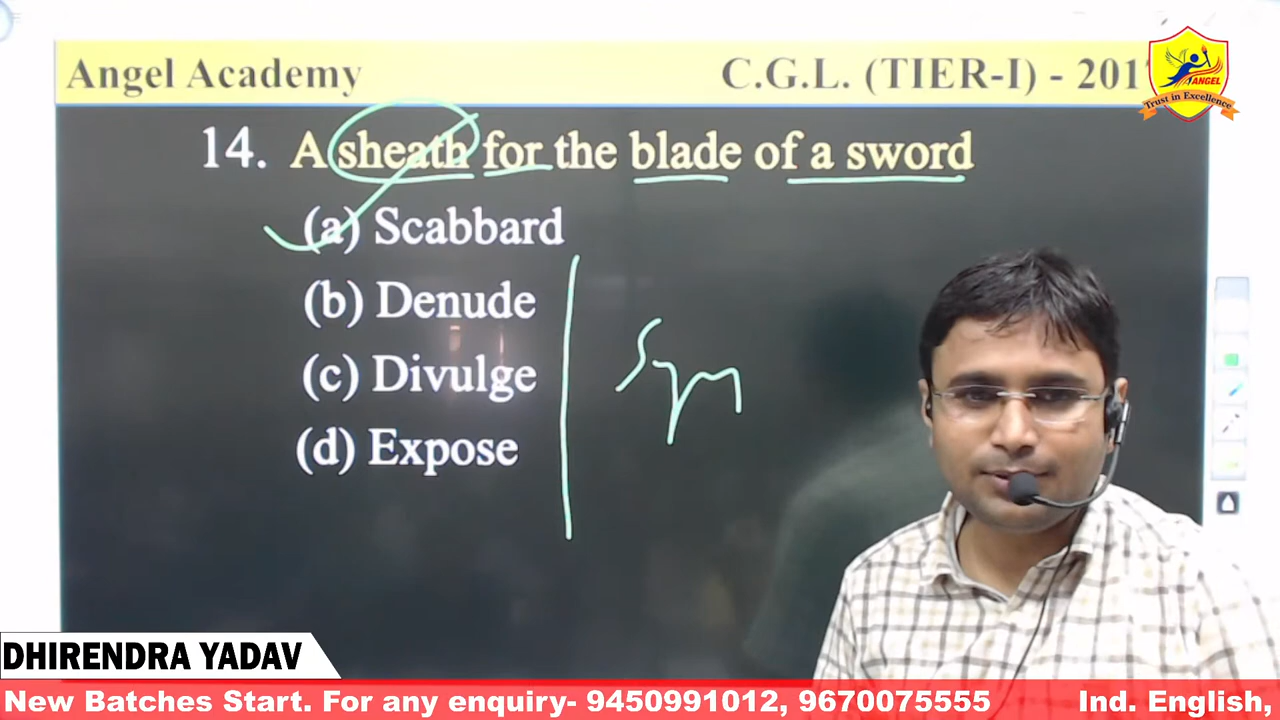 Angel Academy
C.G.L. (TIER-I) - 201
ANGEL
Trust in Excellence
14. A sheath for the blade of a sword
(a) Scabbard
(b) Denude
(c) Divulge
(d) Expose
Syn
DHIRENDRA YADAV
New Batches Start. For any enquiry- 9450991012, 9670075555 Ind. English,